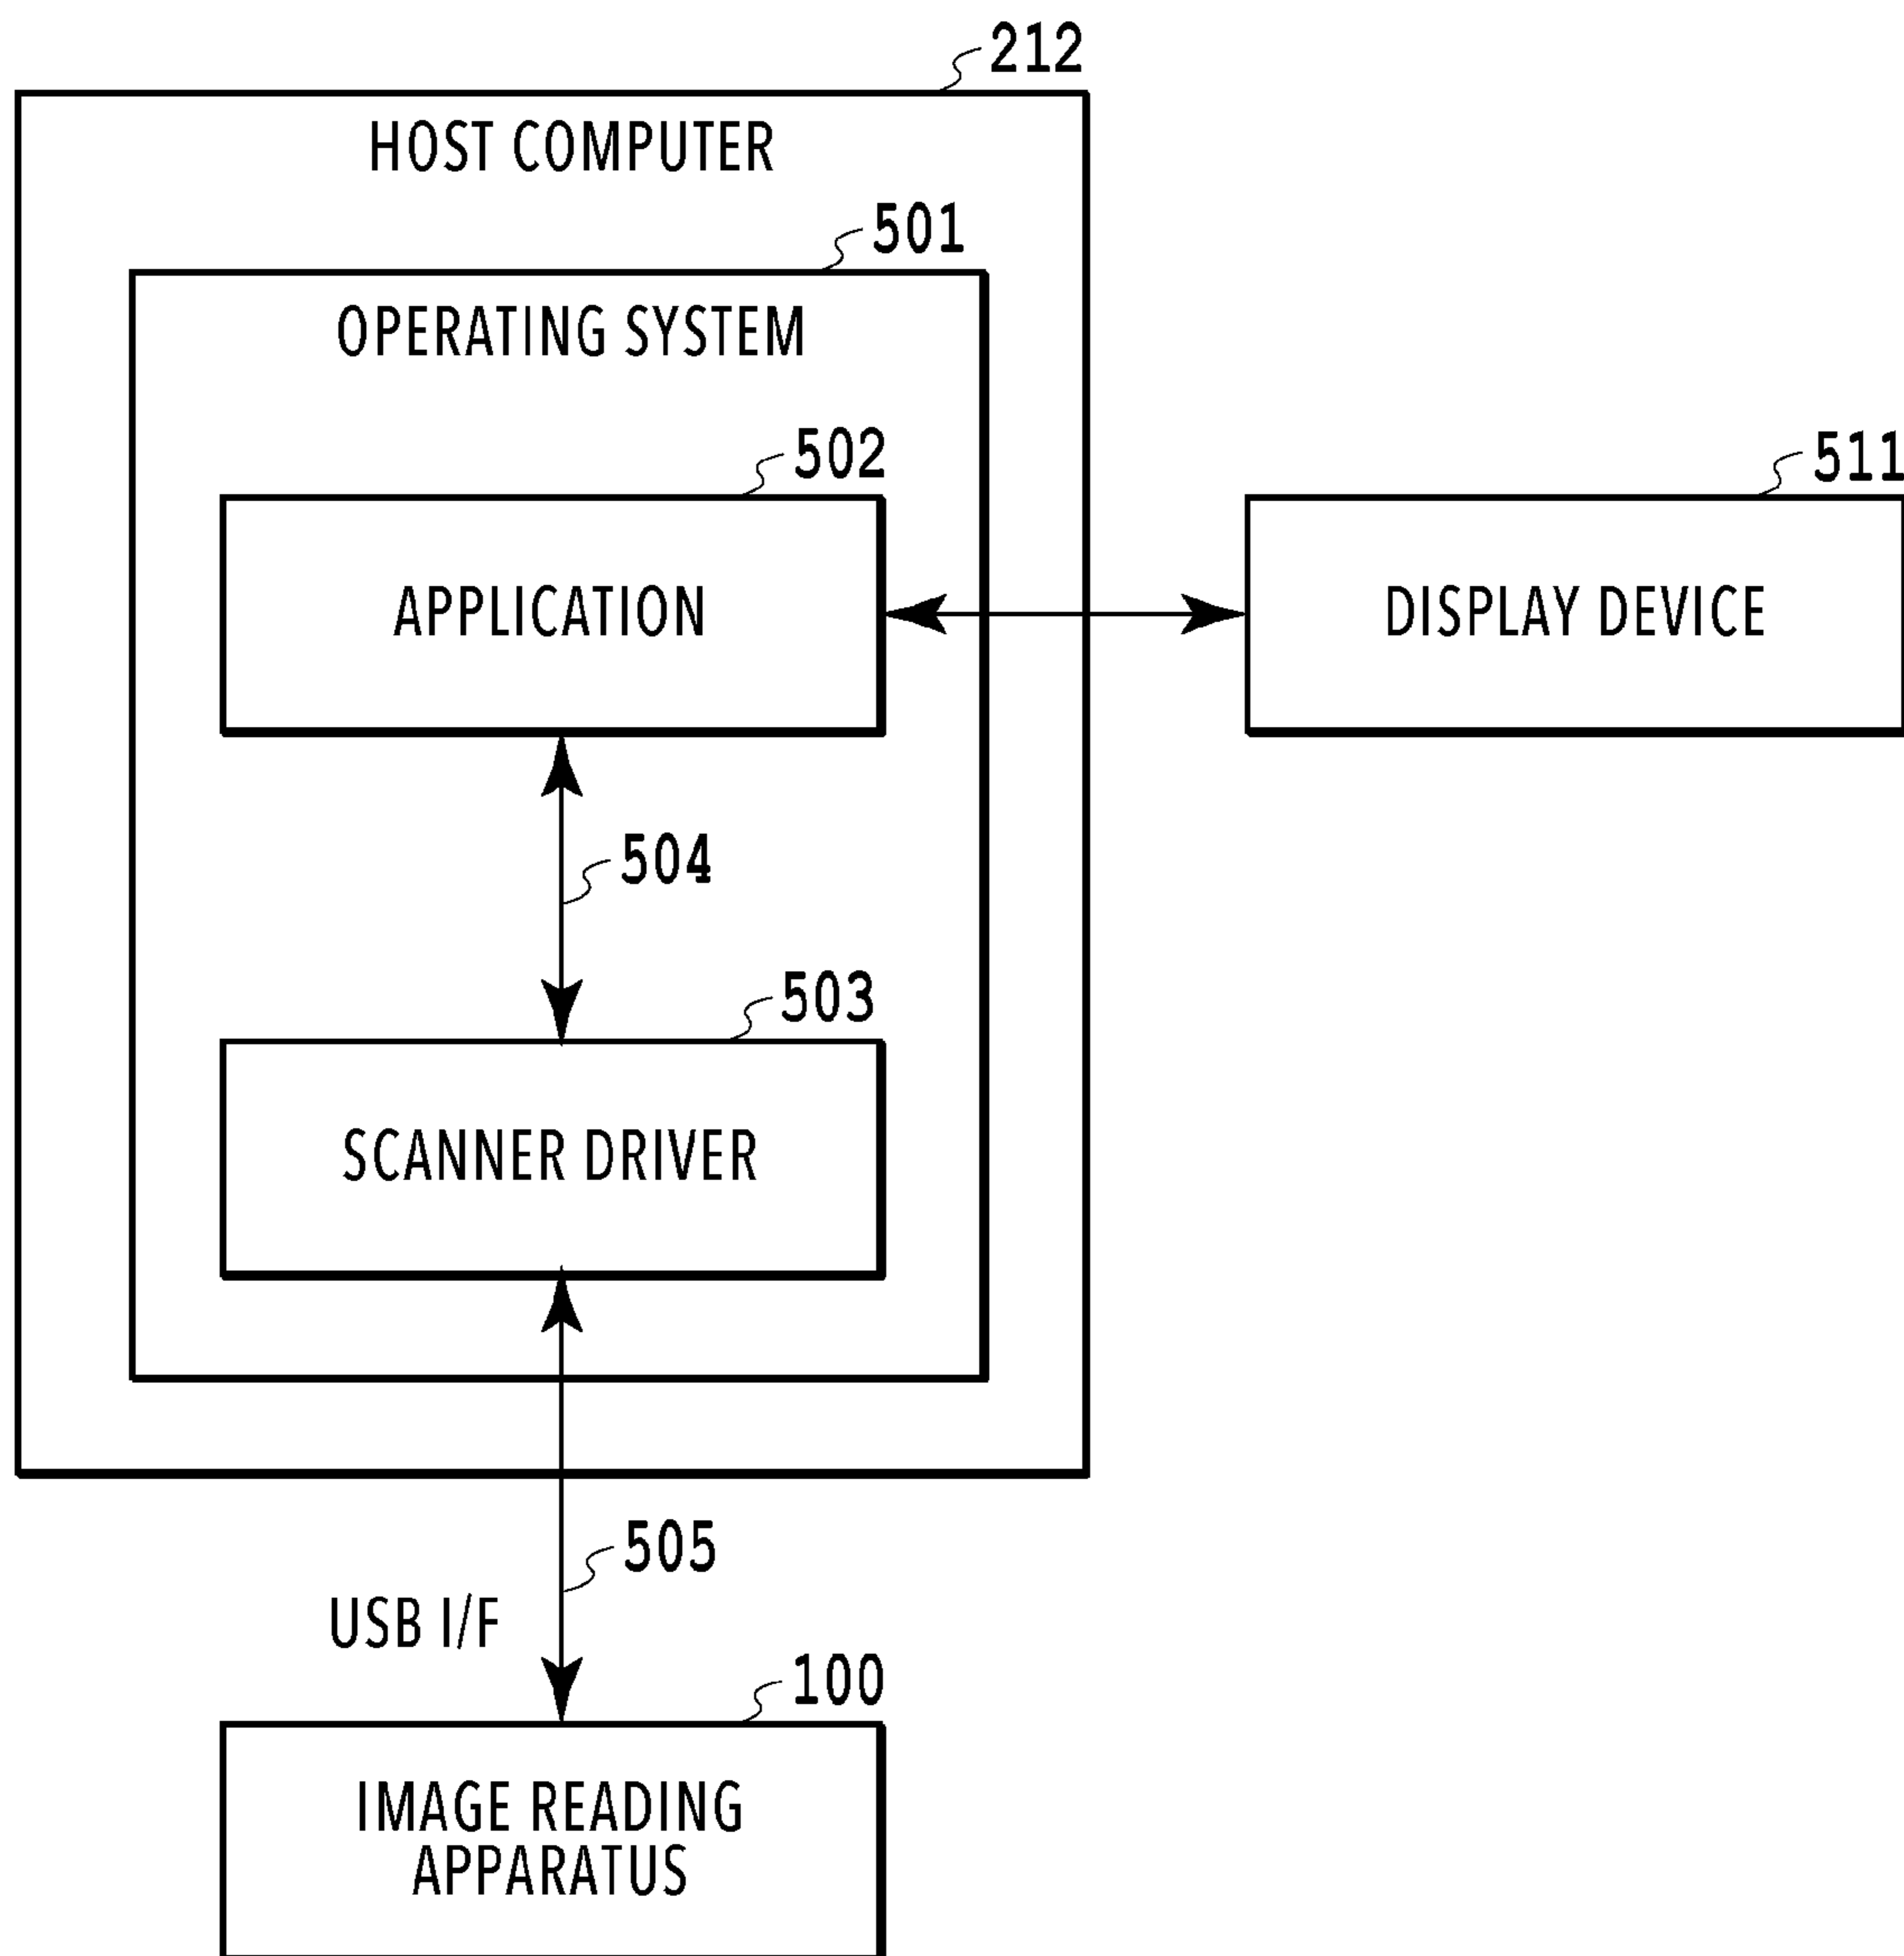 212
HOST COMPUTER
501
OPERATING SYSTEM
502
511
APPLICATION
DISPLAY DEVICE
504
503
SCANNER DRIVER
505
USB I/F
100
IMAGE READING
APPARATUS